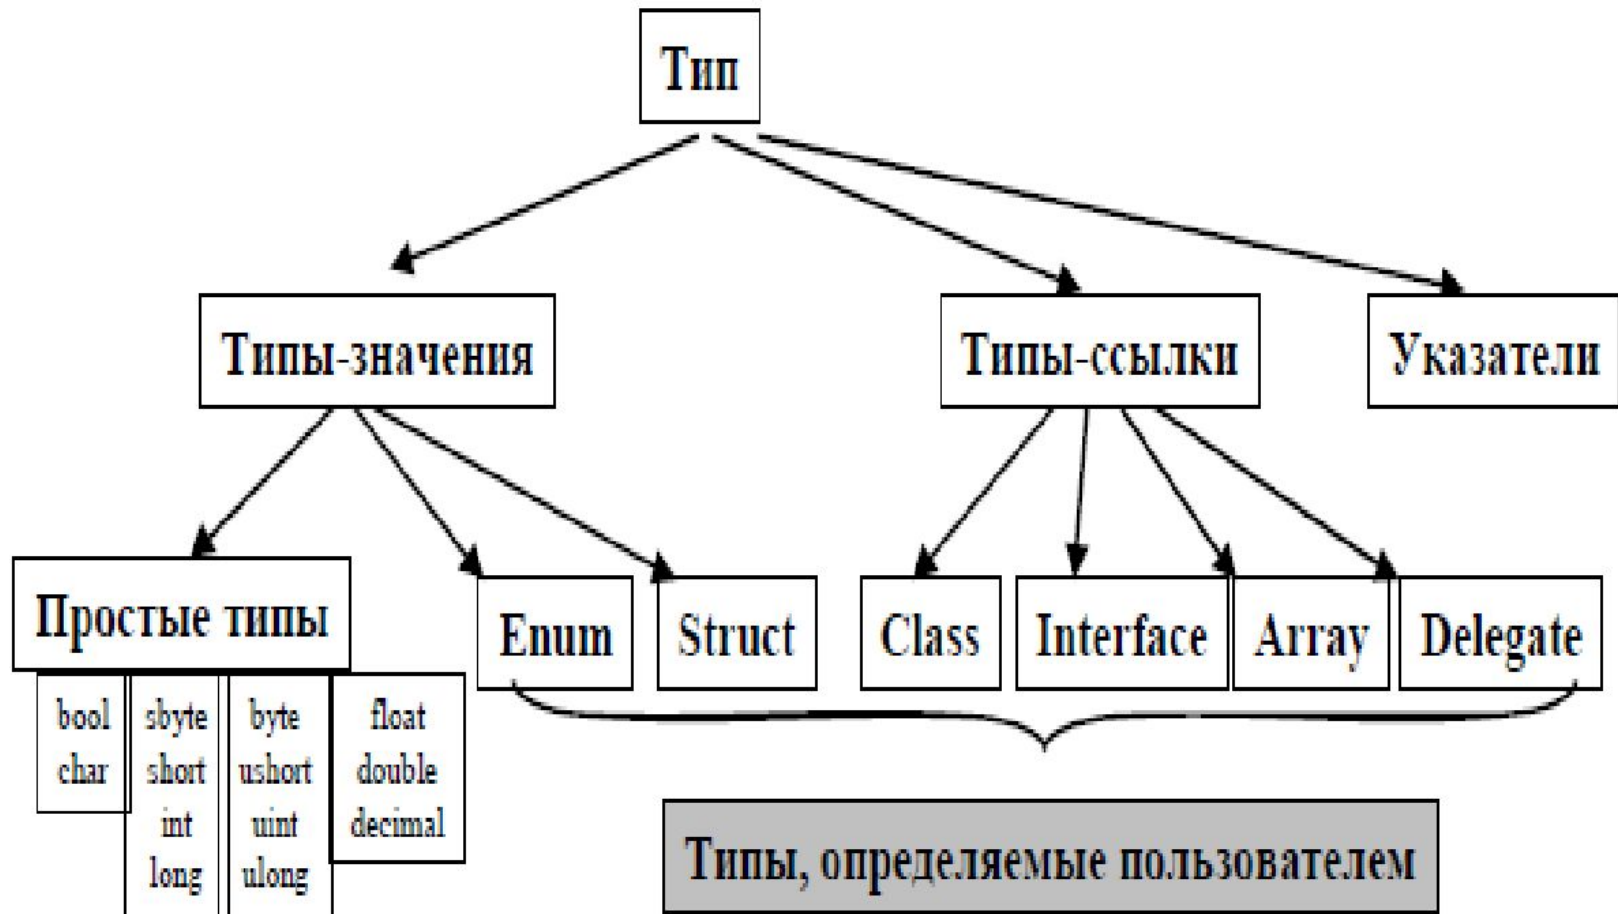 Тип
Типы-значения
Типы-ссылки
Указатели
Простые типы
Enum
Struct
Class
Interface
Array
Delegate
bool
char
sbyte
short
int
long
byte
ushort
uint
ulong
float
double
decimal
Типы, определяемые пользователем